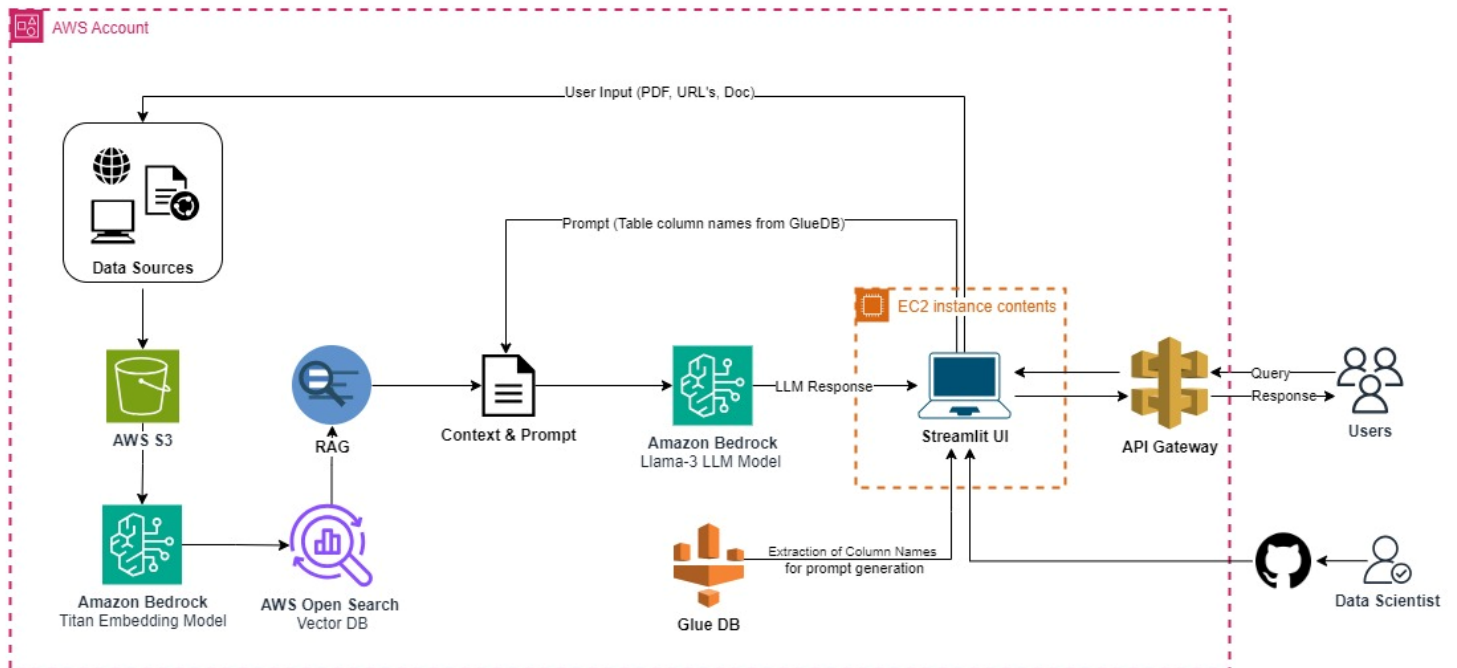 AWS Account
User Input (PDF, URL's, Doc)
Data Sources
Prompt (Table column names from GlueDB)
EC2 instance contents
AWS S3
RAG
Context & Prompt
Amazon Bedrock
Llama-3 LLM Model
LLM Response
Streamlit UI
API Gateway
Query
Response
Users
Amazon Bedrock
Titan Embedding Model
AWS Open Search
Vector DB
Glue DB
Extraction of Column Names
for prompt generation
Data Scientist